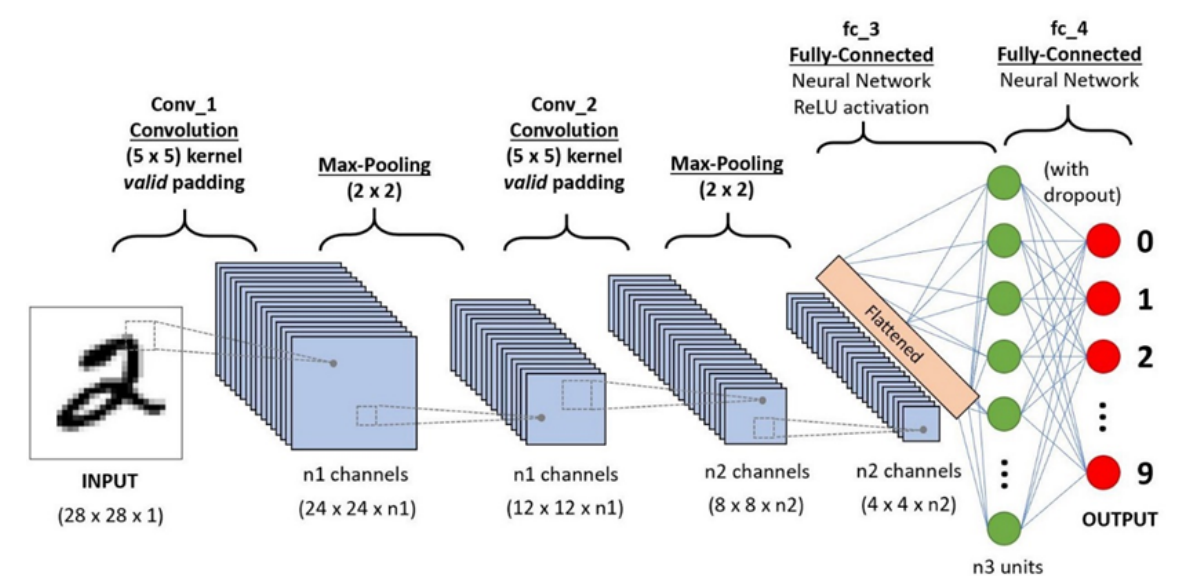 Conv_1
Convolution
(5 x 5) kernel
valid padding
Max-Pooling
(2 x 2)
Conv_2
Convolution
(5 x 5) kernel
valid padding
Max-Pooling
(2 x 2)
fc_3
Fully-Connected
Neural Network
ReLU activation
fc_4
Fully-Connected
Neural Network
(with
dropout)
Flattened
0
1
2
9
OUTPUT
2
INPUT
(28 x 28 x 1)
n1 channels
(24 x 24 x n1)
n1 channels
(12 x 12 x n1)
n2 channels
(8 x 8 x n2)
n2 channels
(4 x 4 x n2)
n3 units